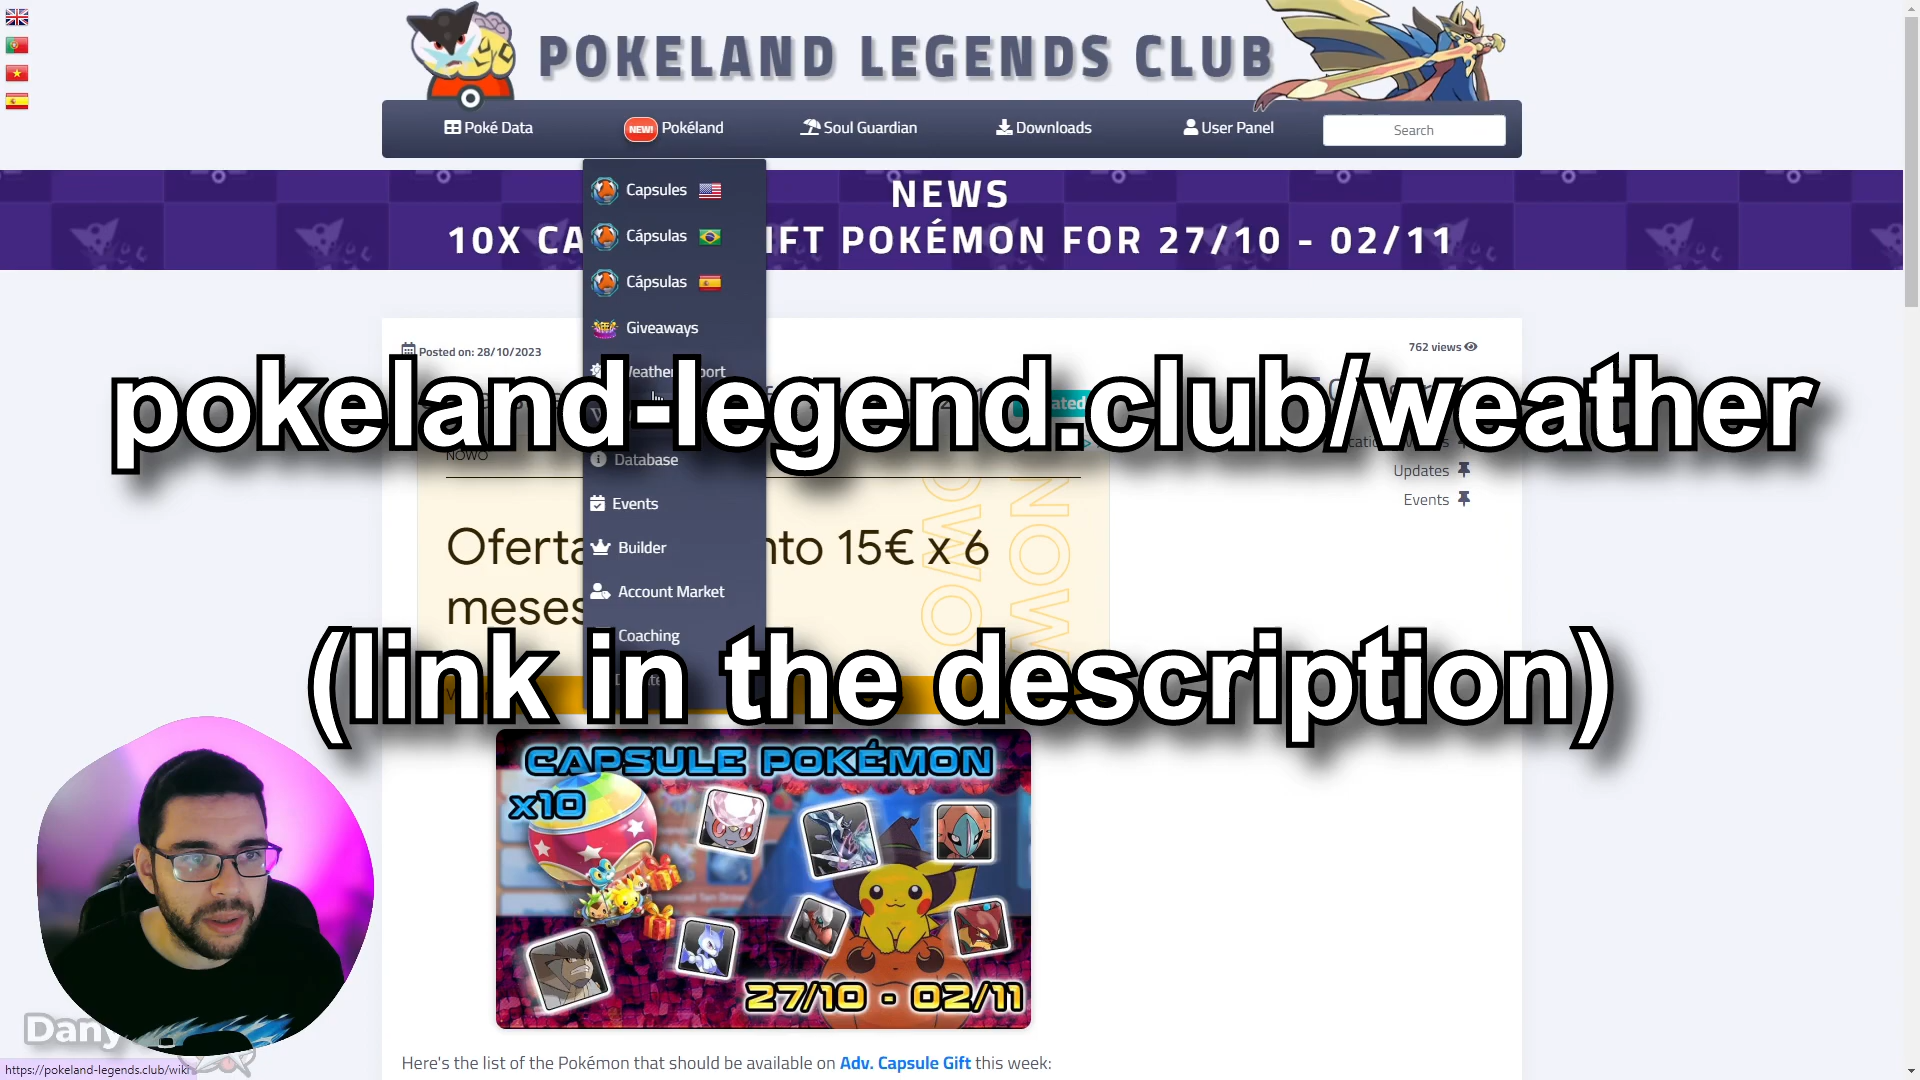 POKELAND LEGENDS CLUB
Poké Data
NEW! Pokéland
Soul Guardian
Downloads
User Panel
Search
NEWS
10X CA IFT POKÉMON FOR 27/10 - 02/11
Capsules
Cápsulas
Cápsulas
Giveaways
Posted on: 28/10/2023
762 views
pokeland-legend.club/weather
NOVO
Database
Updates
Events
Events
Oferta nto 15€ x 6
meses
NOWO
NOWO
Builder
Account Market
Coaching
(link in the description)
CAPSULE POKÉMON
x10
27/10 - 02/11
Dany
Here's the list of the Pokémon that should be available on Adv. Capsule Gift this week:
https://pokeland-legends.club/wiki